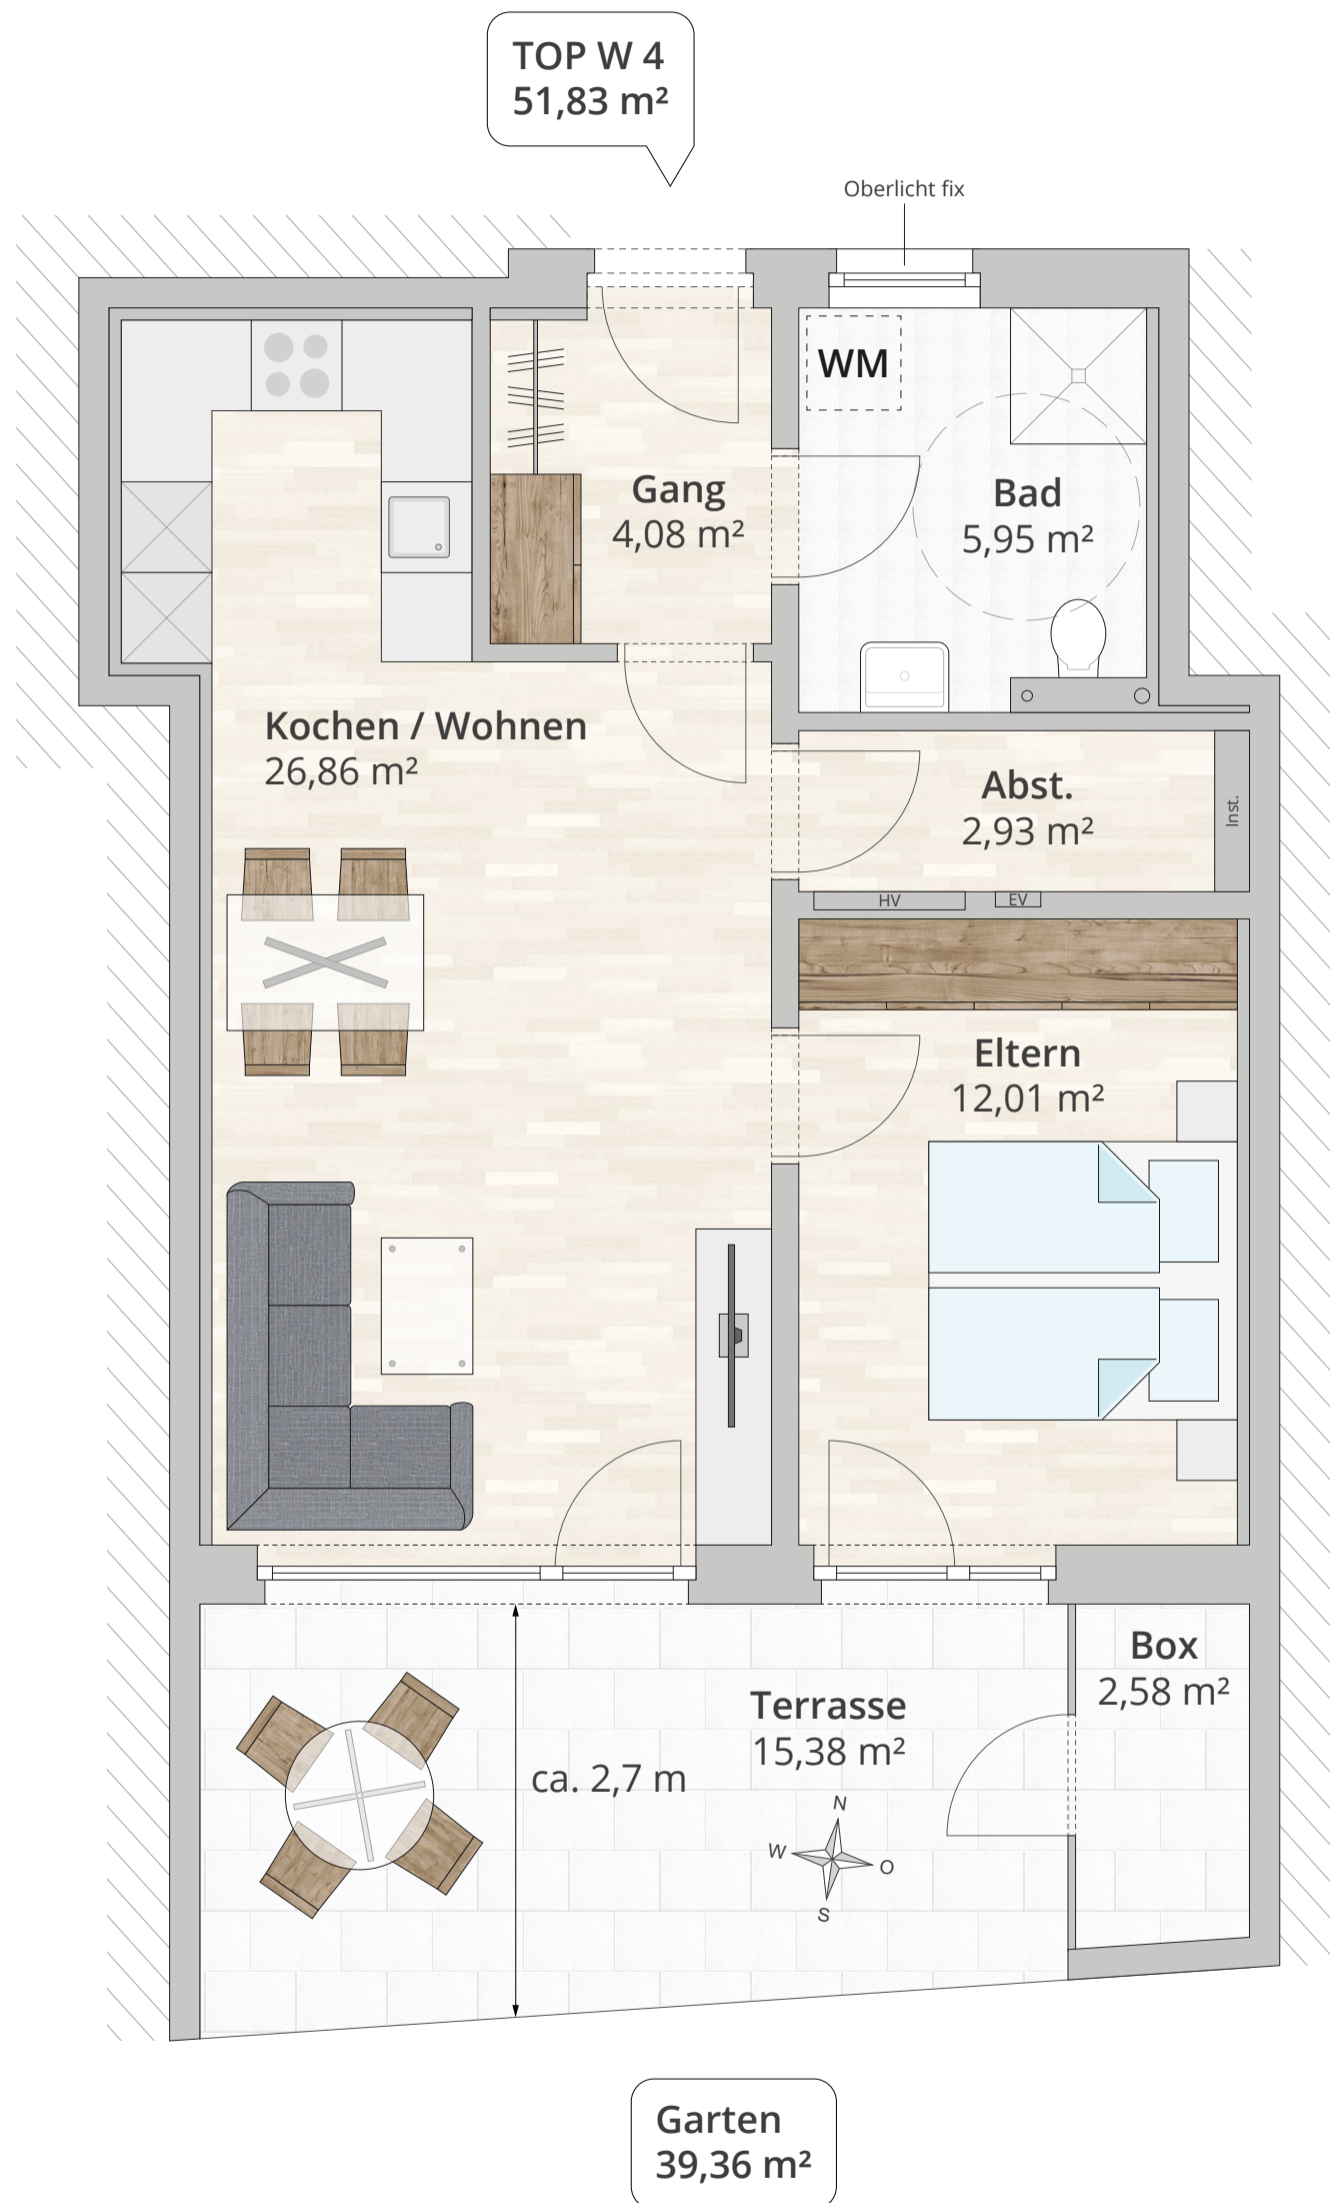 TOP W 4
51,83 m²
Oberlicht fix
WM
Gang
4,08 m²
Bad
5,95 m²
Kochen / Wohnen
26,86 m²
Abst.
2,93 m²
Inst.
HV
EV
Eltern
12,01 m²
Box
2,58 m²
Terrasse
15,38 m²
ca. 2,7 m
N
W
O
S
Garten
39,36 m²